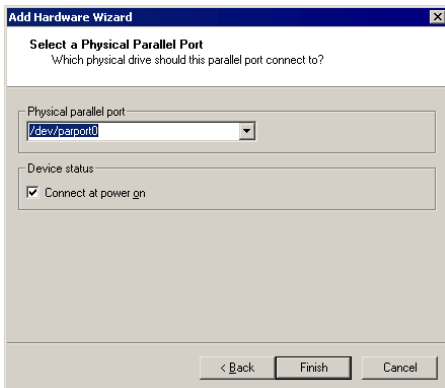 Add Hardware Wizard
Select a Physical Parallel Port
Which physical drive should this parallel port connect to?
Physical parallel port
/dev/parport0
Device status
Connect at power on
< Back
Finish
Cancel